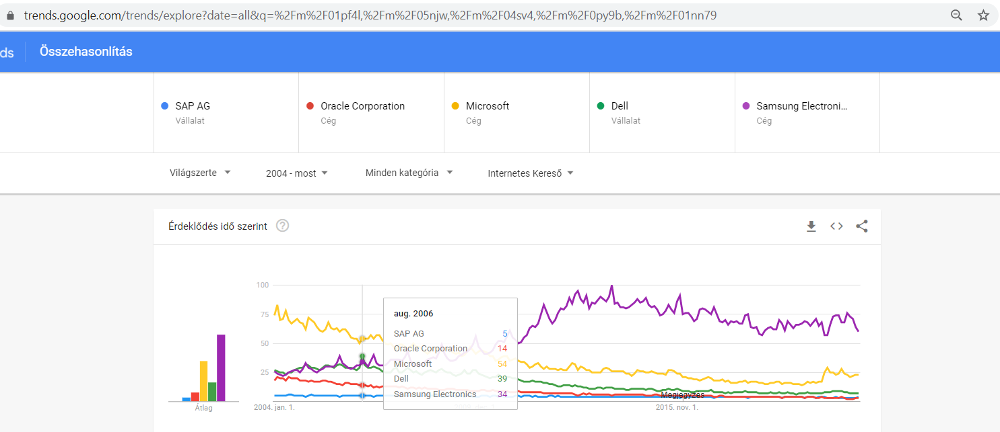 trends.google.com/trends/explore?date=all&q=%2Fm%2F01pf4l,%2Fm%2F05njw,%2Fm%2F04sv4,%2Fm%2F0py9b,%2Fm%2F01nn79
ds Összehasonlítás
SAP AG
Vállalat
Oracle Corporation
Cég
Microsoft
Cég
Dell
Vállalat
Samsung Electroni...
Cég
Világszerte
2004 - most
Minden kategória
Internetes Kereső
Érdeklődés idő szerint
100
75
50
25
aug. 2006
SAP AG 5
Oracle Corporation 14
Microsoft 54
Dell 39
Samsung Electronics 34
Megjegyzés
Átlag
2004. jan. 1.
2015. nov. 1.